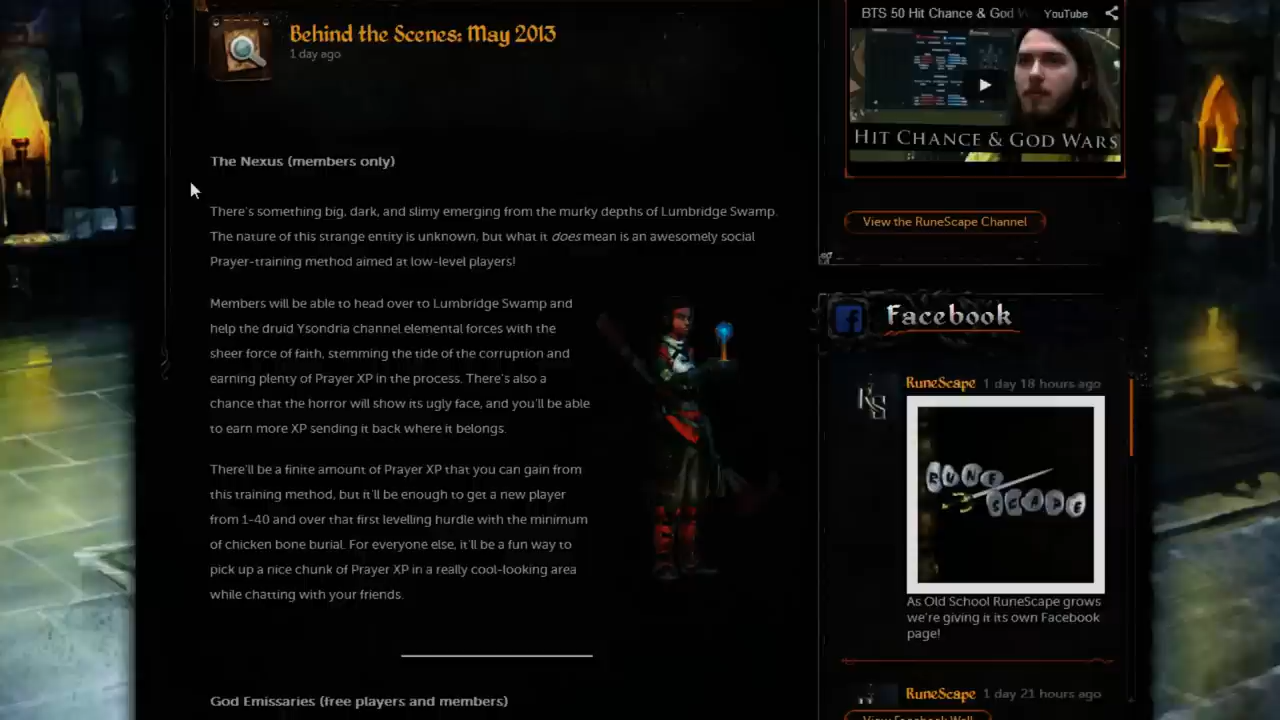 Behind the Scenes: May 2013
1 day ago
The Nexus (members only)
There's something big, dark, and slimy emerging from the murky depths of Lumbridge Swamp.
The nature of this strange entity is unknown, but what it does mean is an awesomely social
Prayer-training method aimed at low-level players!
Members will be able to head over to Lumbridge Swamp and
help the druid Ysondria channel elemental forces with the
sheer force of faith, stemming the tide of the corruption and
earning plenty of Prayer XP in the process. There's also a
chance that the horror will show its ugly face, and you'll be able
to earn more XP sending it back where it belongs.
There'll be a finite amount of Prayer XP that you can gain from
this training method, but it'll be enough to get a new player
from 1-40 and over that first levelling hurdle with the minimum
of chicken bone burial. For everyone else, it'll be a fun way to
pick up a nice chunk of Prayer XP in a really cool-looking area
while chatting with your friends.
God Emissaries (free players and members)
BTS 50 Hit Chance & God W
YouTube
HIT CHANCE & GOD WARS
View the RuneScape Channel
Facebook
RuneScape 1 day 18 hours ago
RS
RUNE
SCAPE
As Old School RuneScape grows
we're giving it its own Facebook
page!
RuneScape 1 day 21 hours ago
View Facebook Wall